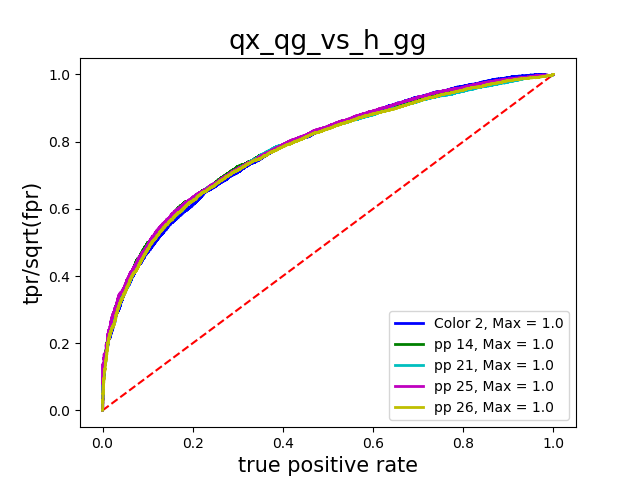 qx_qg_vs_h_gg
tpr/sqrt(fpr)
1.0
0.8
0.6
0.4
0.2
0.0
Color 2, Max = 1.0
pp 14, Max = 1.0
pp 21, Max = 1.0
pp 25, Max = 1.0
pp 26, Max = 1.0
0.0 0.2 0.4 0.6 0.8 1.0
true positive rate